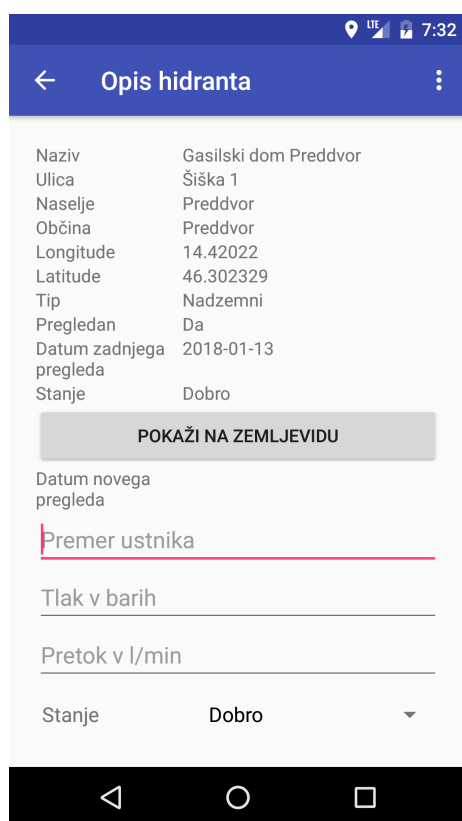 LTE 7:32
Opis hidranta
Naziv Gasilski dom Preddvor
Ulica Šiška 1
Naselje Preddvor
Občina Preddvor
Longitude 14.42022
Latitude 46.302329
Tip Nadzemni
Pregledan Da
Datum zadnjega 2018-01-13
pregleda
Stanje Dobro
POKAŽI NA ZEMLJEVIDU
Datum novega
pregleda
Premer ustnika
Tlak v barih
Pretok v l/min
Stanje Dobro